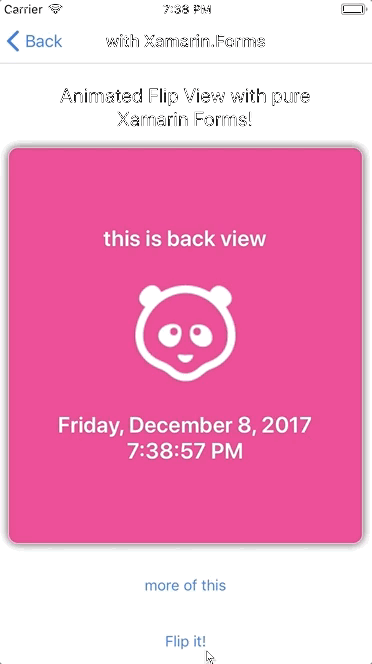 Carrier 7:38 PM
Back with Xamarin.Forms
Animated Flip View with pure
Xamarin Forms!
this is back view
Friday, December 8, 2017
7:38:57 PM
more of this
Flip it!